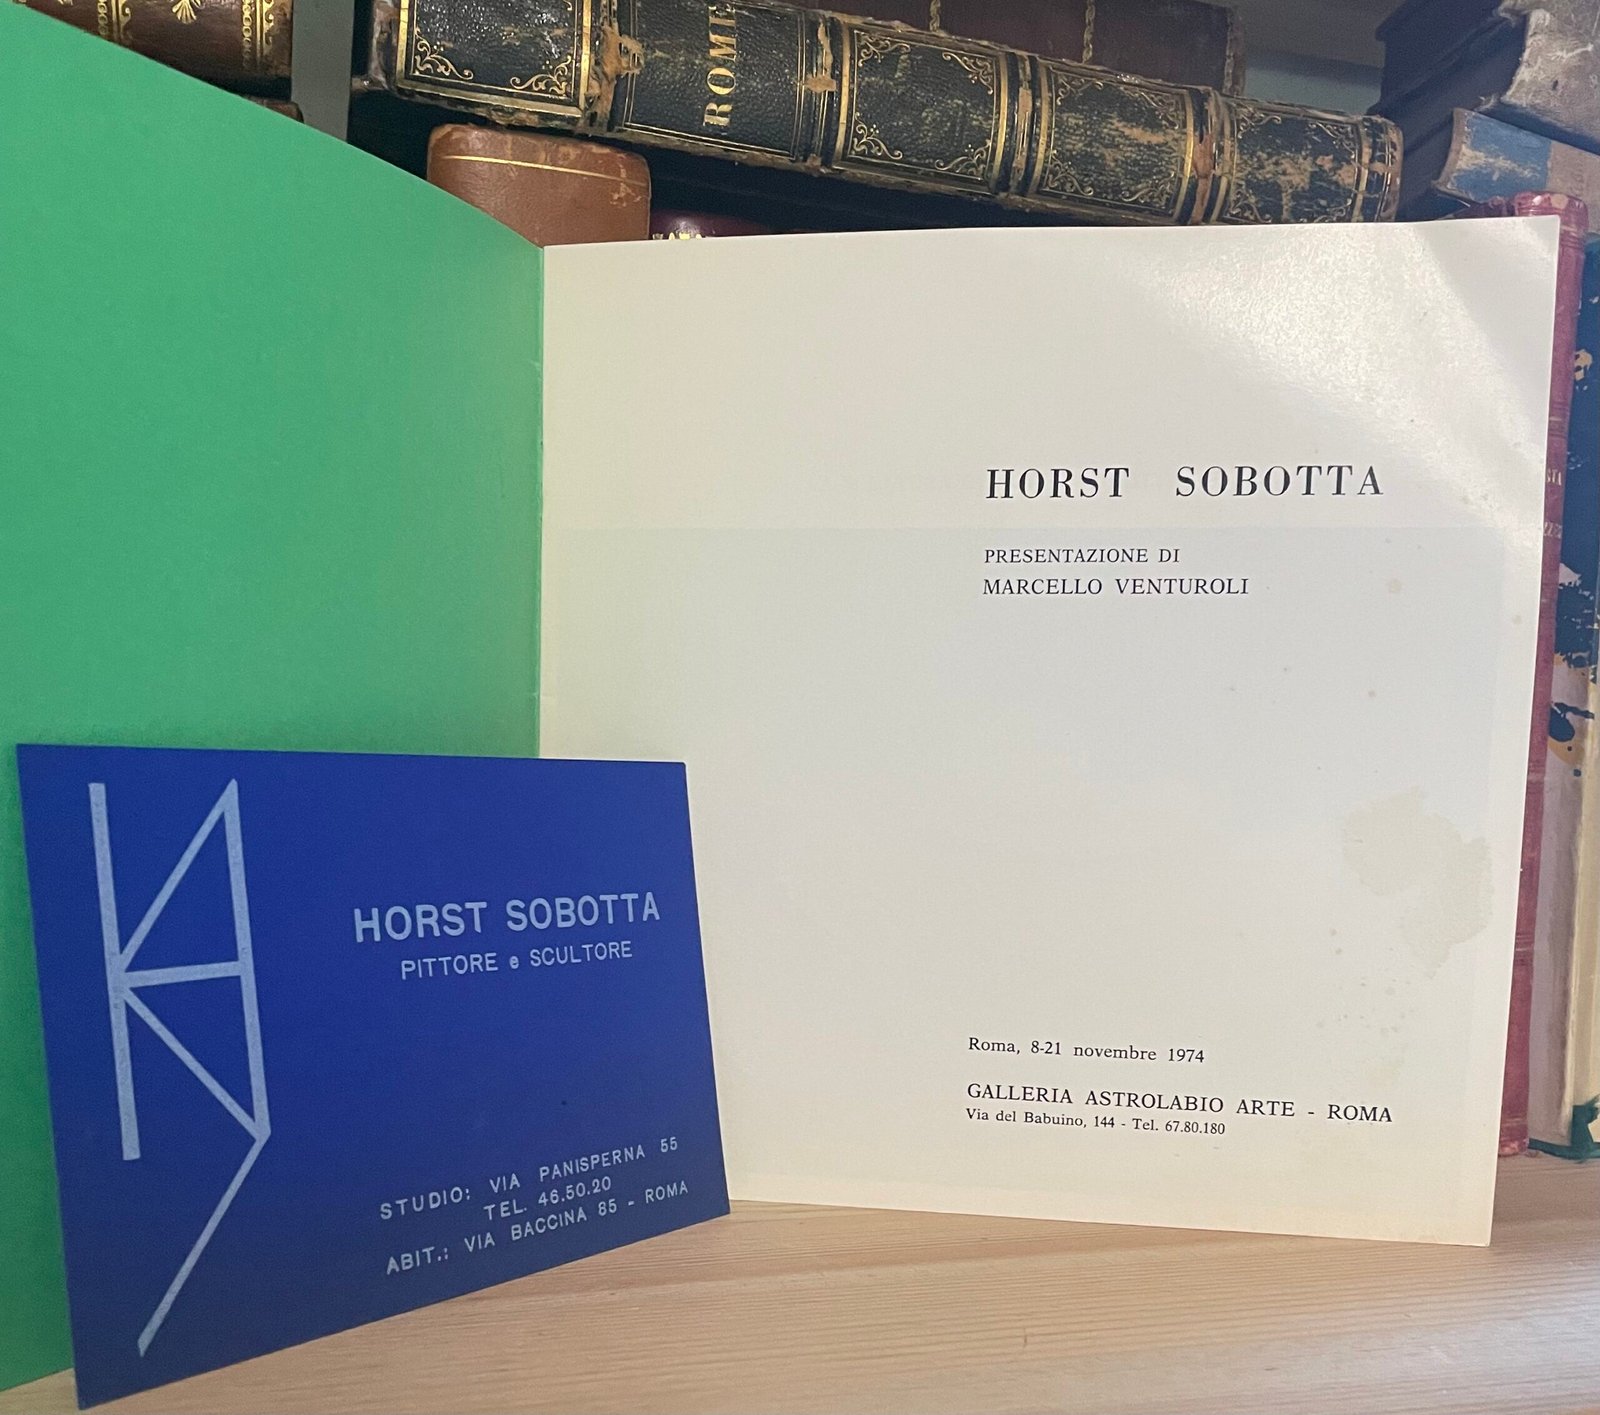 ROME
HORST SOBOTTA
PRESENTAZIONE DI
MARCELLO VENTUROLI
Roma, 8-21 novembre 1974
GALLERIA ASTROLABIO ARTE - ROMA
Via del Babuino, 144 - Tel. 67.80.180
HORST SOBOTTA
PITTORE e SCULTORE
STUDIO: VIA PANISPERNA 55
TEL. 46.50.20
ABIT.: VIA BACCINA 85 - ROMA